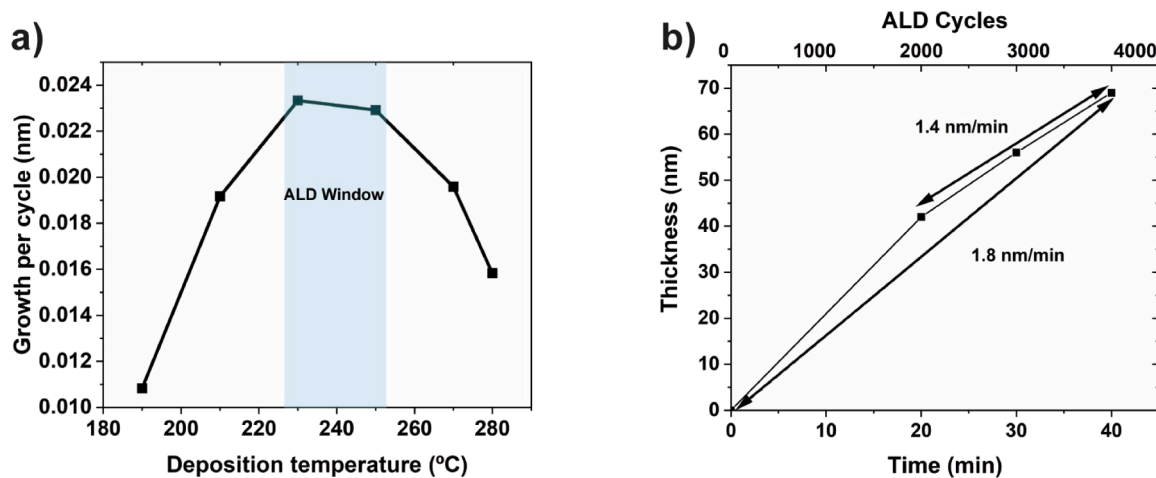 a)
Growth per cycle (nm)
0.024
0.022
0.020
0.018
0.016
0.014
0.012
0.010
ALD Window
180 200 220 240 260 280
Deposition temperature (ºC)
b)
ALD Cycles
0 1000 2000 3000 4000
Thickness (nm)
70
60
50
40
30
20
10
0
1.4 nm/min
1.8 nm/min
0 10 20 30 40
Time (min)